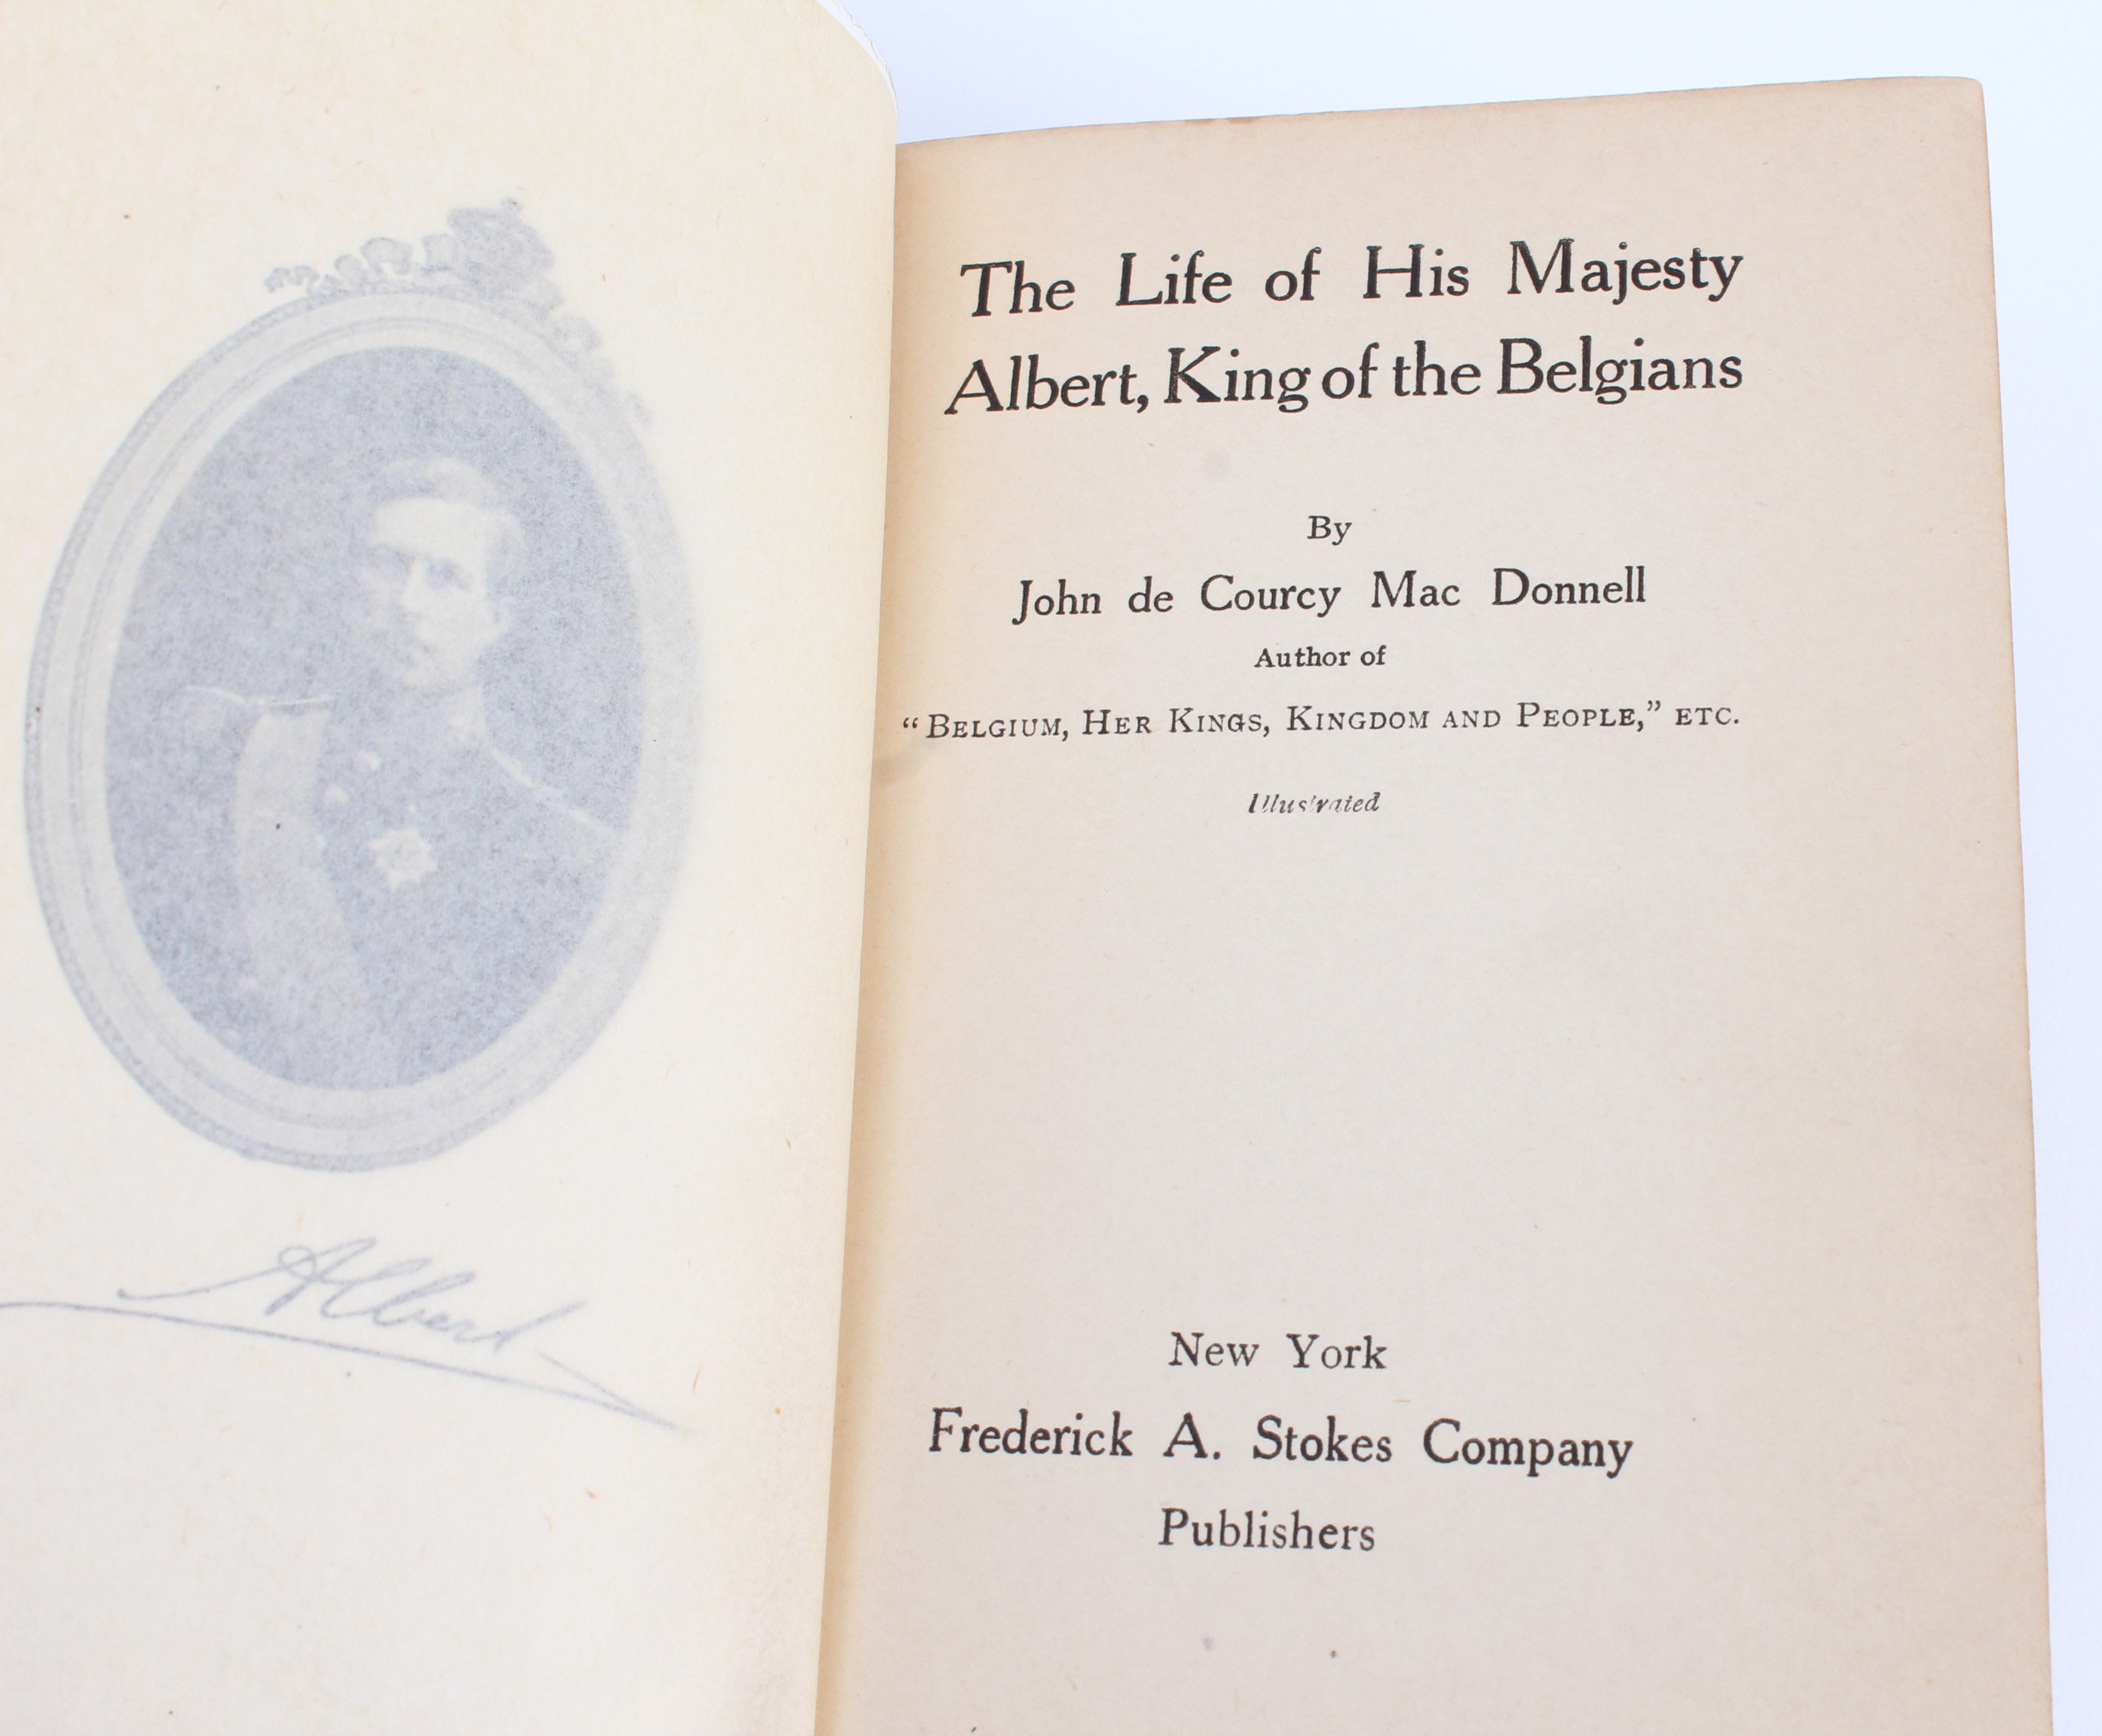 Albert
The Life of His Majesty
Albert, King of the Belgians
By
John de Courcy Mac Donnell
Author of
“BELGIUM, HER KINGS, KINGDOM AND PEOPLE,” ETC.
Illustrated
New York
Frederick A. Stokes Company
Publishers